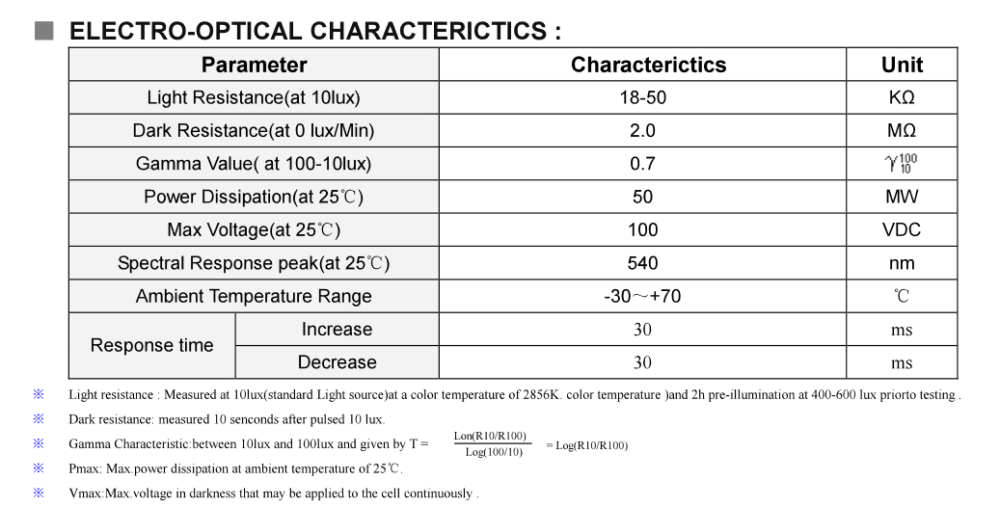 ELECTRO-OPTICAL CHARACTERICTICS :
Parameter Characterictics Unit
Light Resistance(at 10lux) 18-50 KΩ
Dark Resistance(at 0 lux/Min) 2.0 MΩ
Gamma Value( at 100-10lux) 0.7 γ100 10
Power Dissipation(at 25℃) 50 MW
Max Voltage(at 25℃) 100 VDC
Spectral Response peak(at 25℃) 540 nm
Ambient Temperature Range -30～+70 ℃
Response time Increase 30 ms
Decrease 30 ms
※ Light resistance : Measured at 10lux(standard Light source)at a color temperature of 2856K. color temperature )and 2h pre-illumination at 400-600 lux priorto testing .
※ Dark resistance: measured 10 senconds after pulsed 10 lux.
※ Gamma Characteristic:between 10lux and 100lux and given by T = Lon(R10/R100) / Log(100/10) = Log(R10/R100)
※ Pmax: Max.power dissipation at ambient temperature of 25℃.
※ Vmax:Max.voltage in darkness that may be applied to the cell continuously .